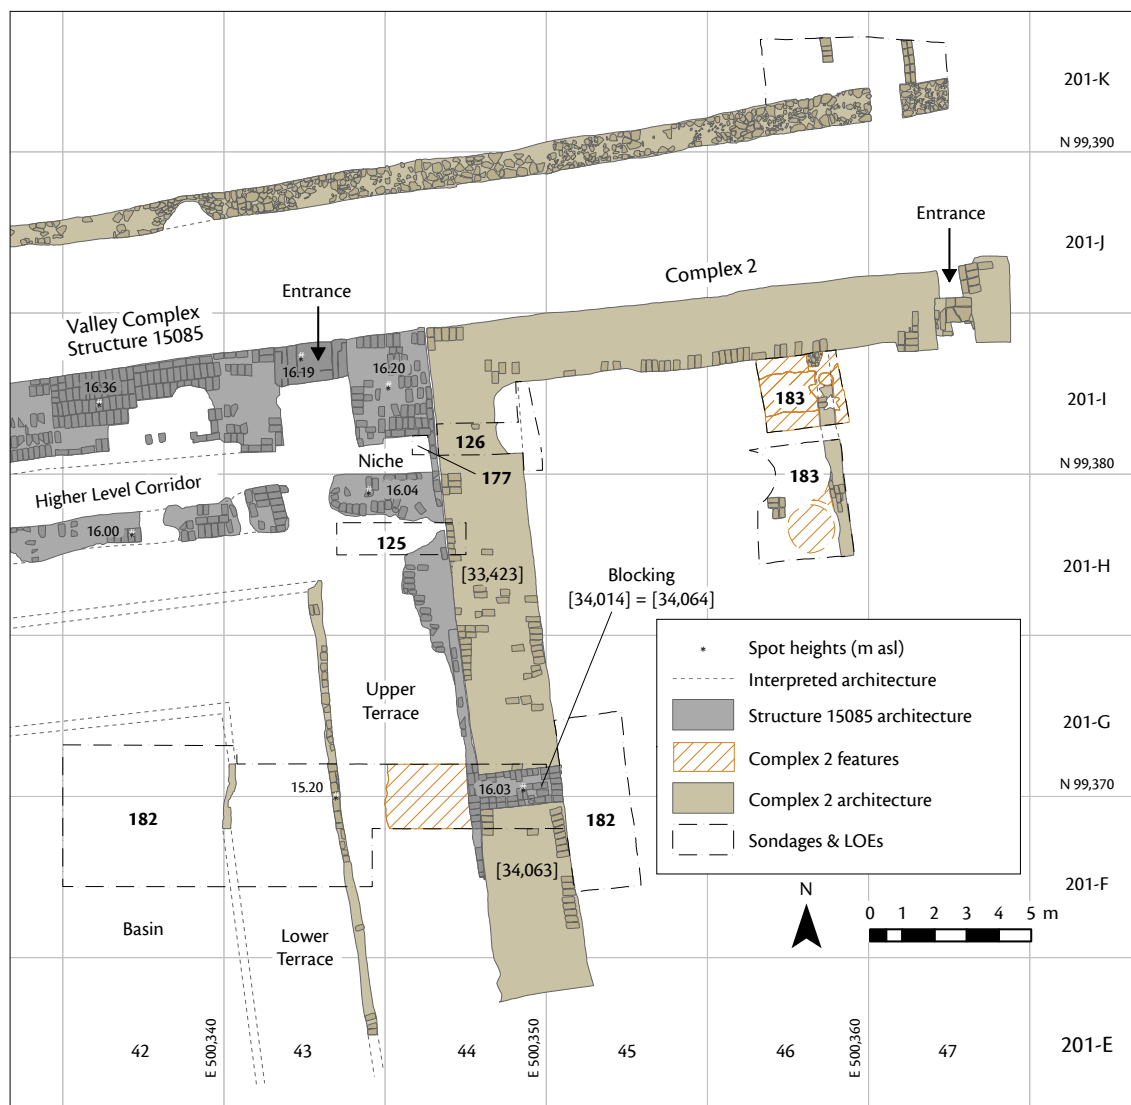 201-K
N 99,390
Entrance
201-J
Complex 2
Entrance
Valley Complex
Structure 15085
16.19
16.20
16.36
183
201-I
126
Niche
177
183
N 99,380
Higher Level Corridor
16.04
16.00
125
[33,423]
Blocking
[34,014] = [34,064]
201-H
* Spot heights (m asl)
Interpreted architecture
Upper
Terrace
Structure 15085 architecture
201-G
Complex 2 features
15.20
16.03
N 99,370
Complex 2 architecture
182
182
Sondages & LOEs
[34,063]
201-F
N
0 1 2 3 4 5 m
Basin
Lower
Terrace
E 500,340
E 500,350
E 500,360
42
43
44
45
46
47
201-E